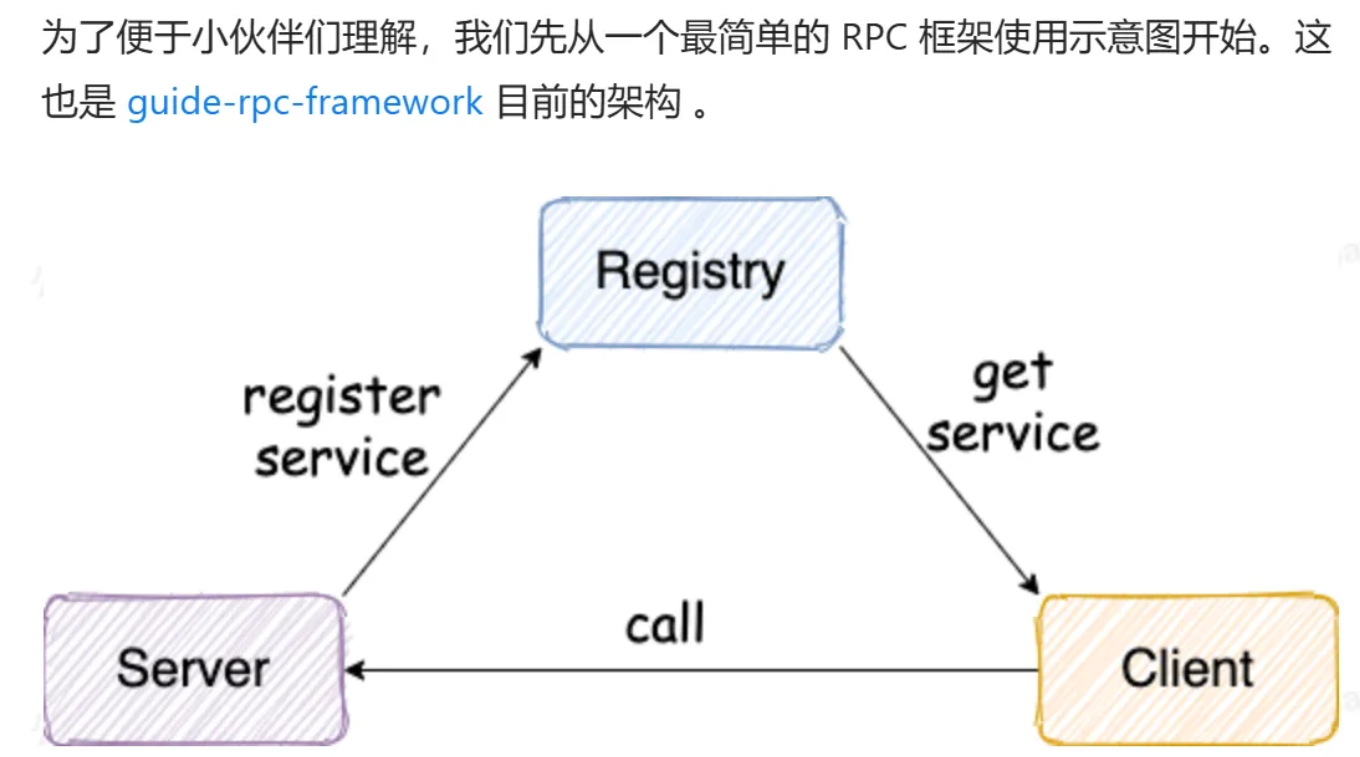 为了便于小伙伴们理解，我们先从一个最简单的 RPC 框架使用示意图开始。这
也是 guide-rpc-framework 目前的架构 。
Registry
register
service
get
service
call
Server
Client